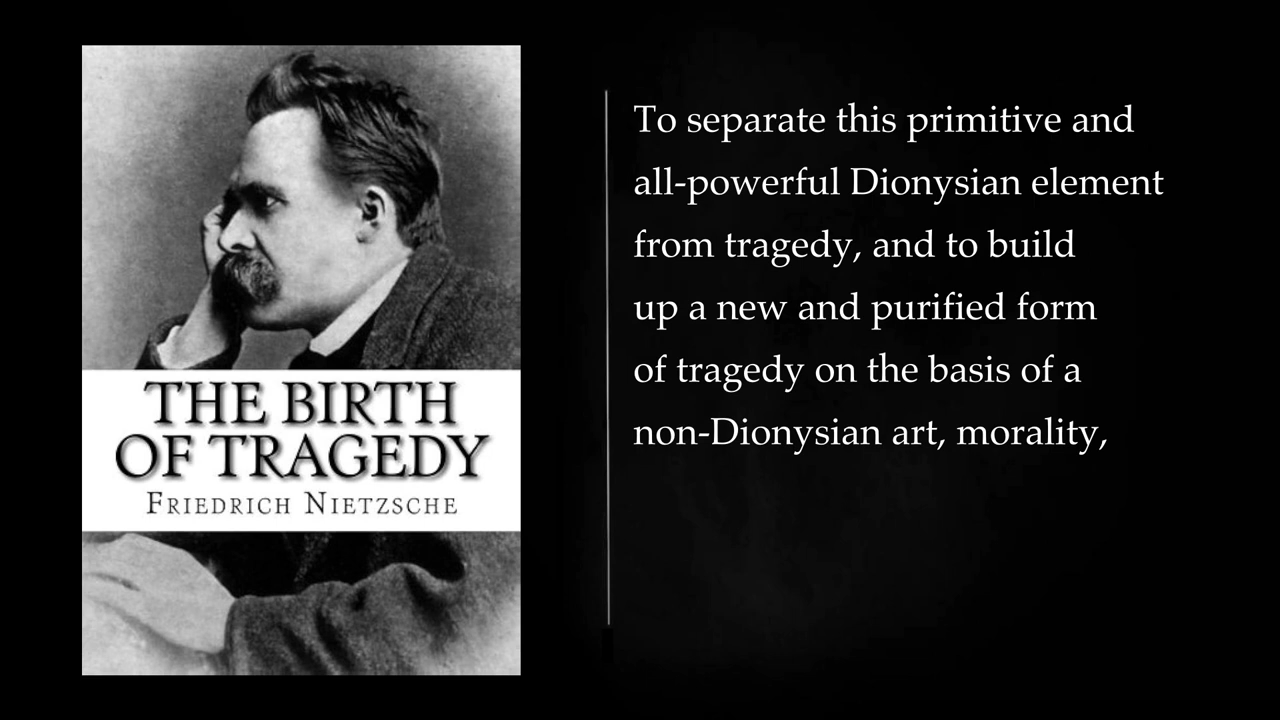 THE BIRTH
OF TRAGEDY
FRIEDRICH NIETZSCHE
To separate this primitive and
all-powerful Dionysian element
from tragedy, and to build
up a new and purified form
of tragedy on the basis of a
non-Dionysian art, morality,